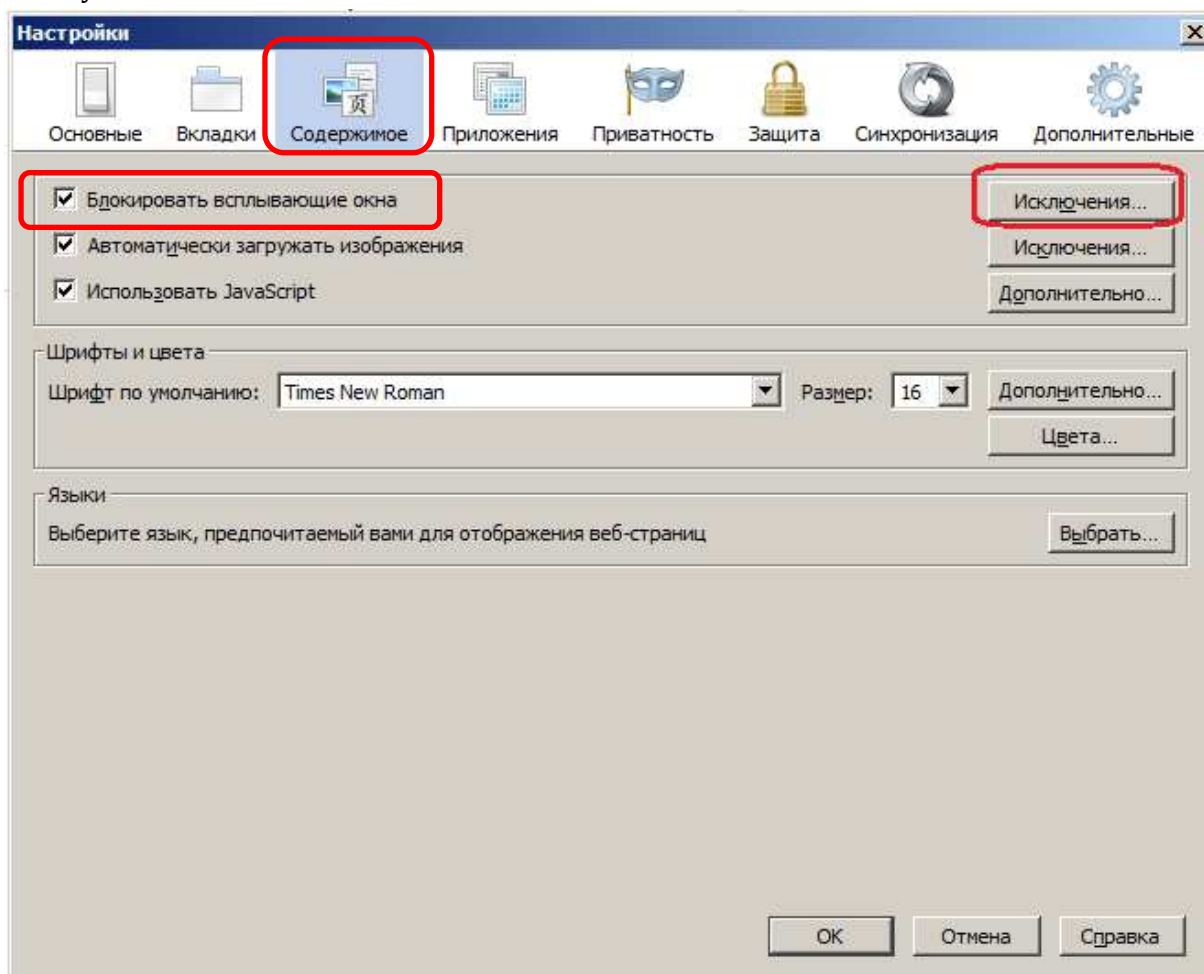 Настройки
Основные Вкладки Содержимое Приложения Приватность Защита Синхронизация Дополнительные
Блокировать всплывающие окна Исключения...
Автоматически загружать изображения Исключения...
Использовать JavaScript Дополнительно...
Шрифты и цвета
Шрифт по умолчанию: Times New Roman Размер: 16 Дополнительно...
Цвета...
Языки
Выберите язык, предпочитаемый вами для отображения веб-страниц Выбрать...
OK Отмена Справка